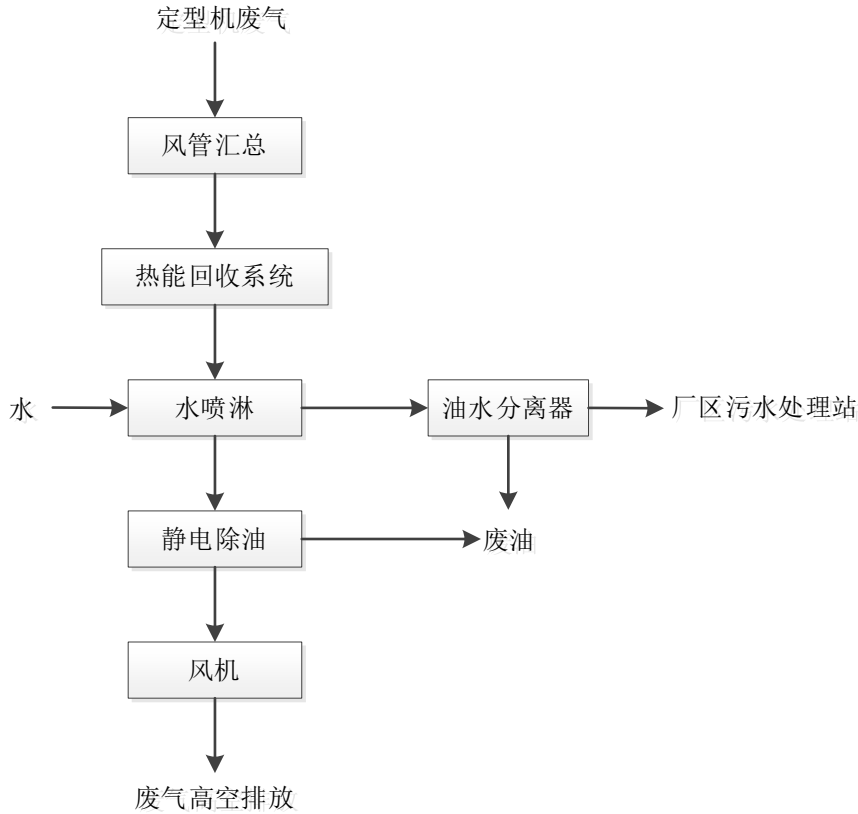 定型机废气
风管汇总
热能回收系统
水
水喷淋
油水分离器
厂区污水处理站
静电除油
废油
风机
废气高空排放